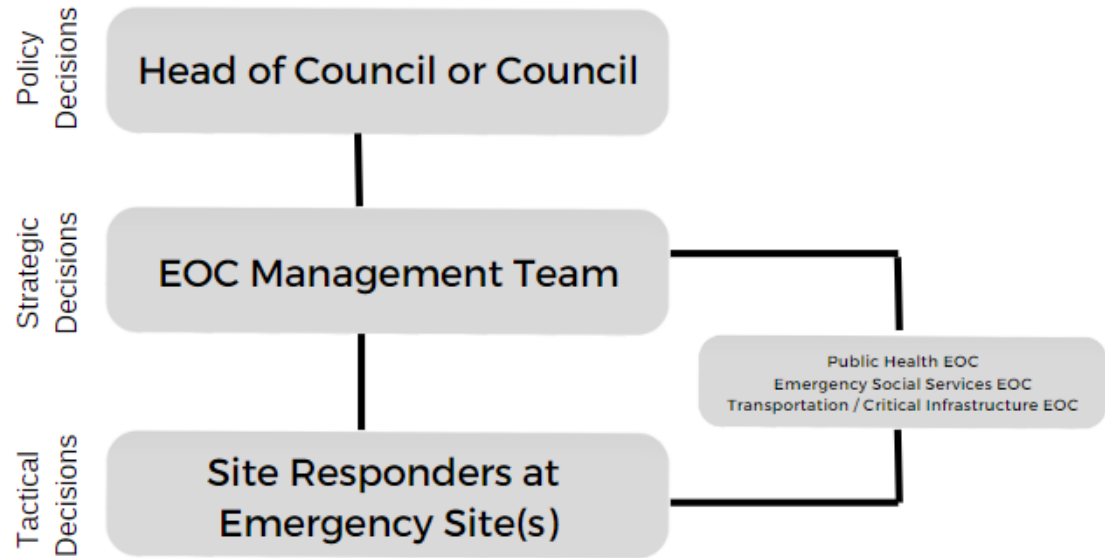 Policy
Decisions
Head of Council or Council
Strategic
Decisions
EOC Management Team
Public Health EOC
Emergency Social Services EOC
Transportation / Critical Infrastructure EOC
Tactical
Decisions
Site Responders at
Emergency Site(s)